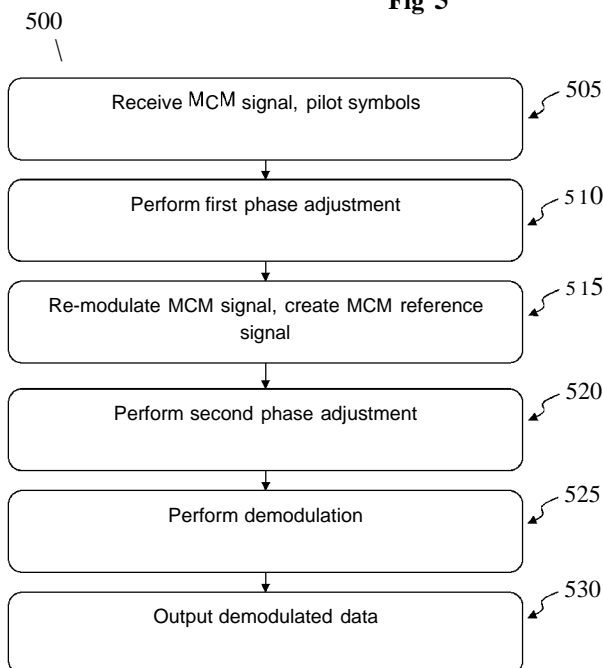 Fig 5
500
Receive MCM signal, pilot symbols
505
Perform first phase adjustment
510
Re-modulate MCM signal, create MCM reference
signal
515
Perform second phase adjustment
520
Perform demodulation
525
Output demodulated data
530